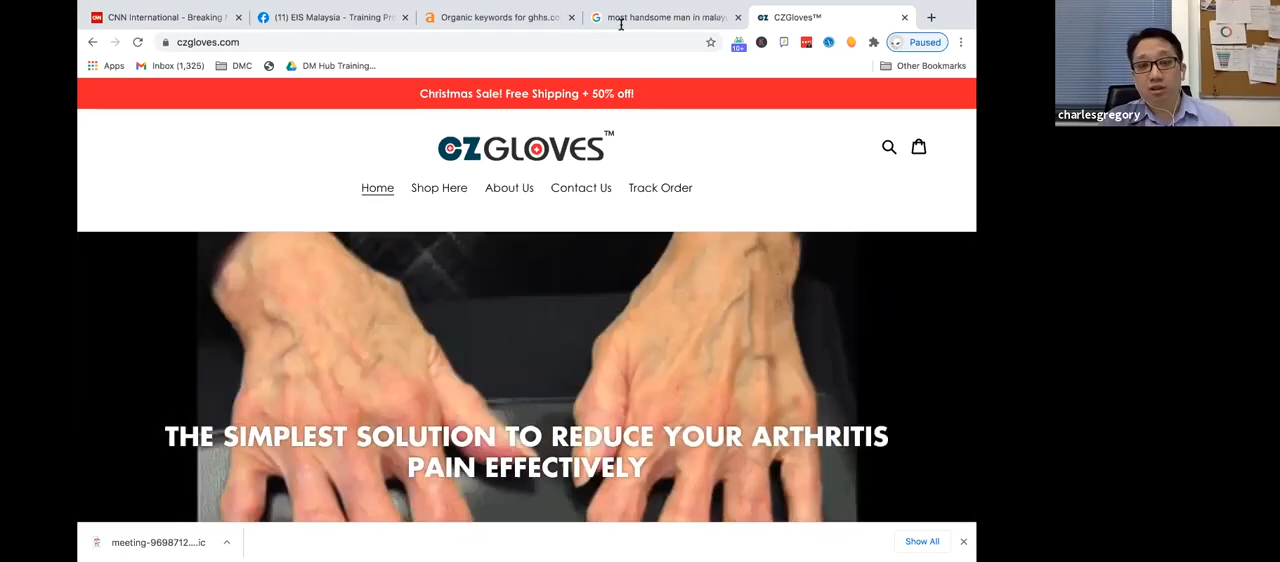 CNN International - Breaking N
(11) EIS Malaysia - Training Pro
Organic keywords for ghhs.co
most handsome man in malay
CZGloves™
czgloves.com
10+
Paused
Apps
Inbox (1,325)
DMC
DM Hub Training...
Other Bookmarks
Christmas Sale! Free Shipping + 50% off!
CZGLOVES™
Home
Shop Here
About Us
Contact Us
Track Order
THE SIMPLEST SOLUTION TO REDUCE YOUR ARTHRITIS
PAIN EFFECTIVELY
meeting-9698712....ic
Show All
charlesgregory